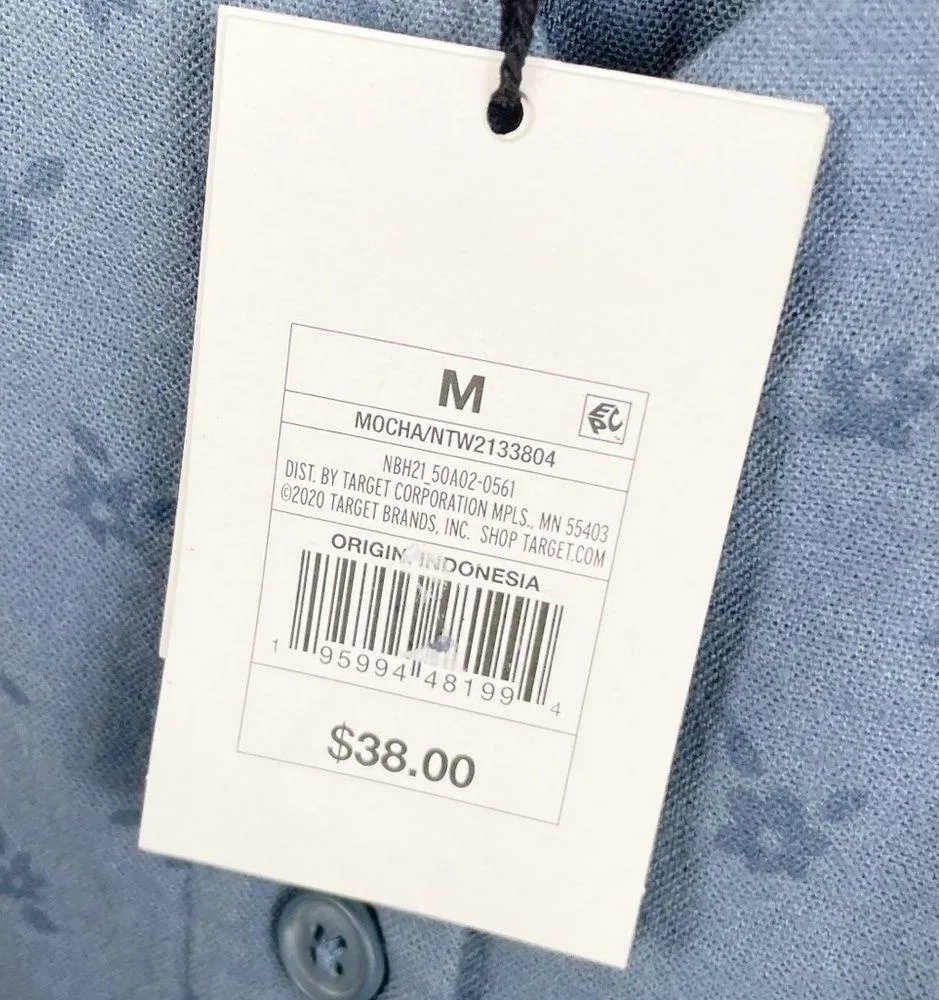 M
EPC
MOCHA/NTW2133804
NBH21_50A02-0561
DIST. BY TARGET CORPORATION MPLS., MN 55403
©2020 TARGET BRANDS, INC. SHOP TARGET.COM
ORIGIN: INDONESIA
1 95994 48199 4
$38.00